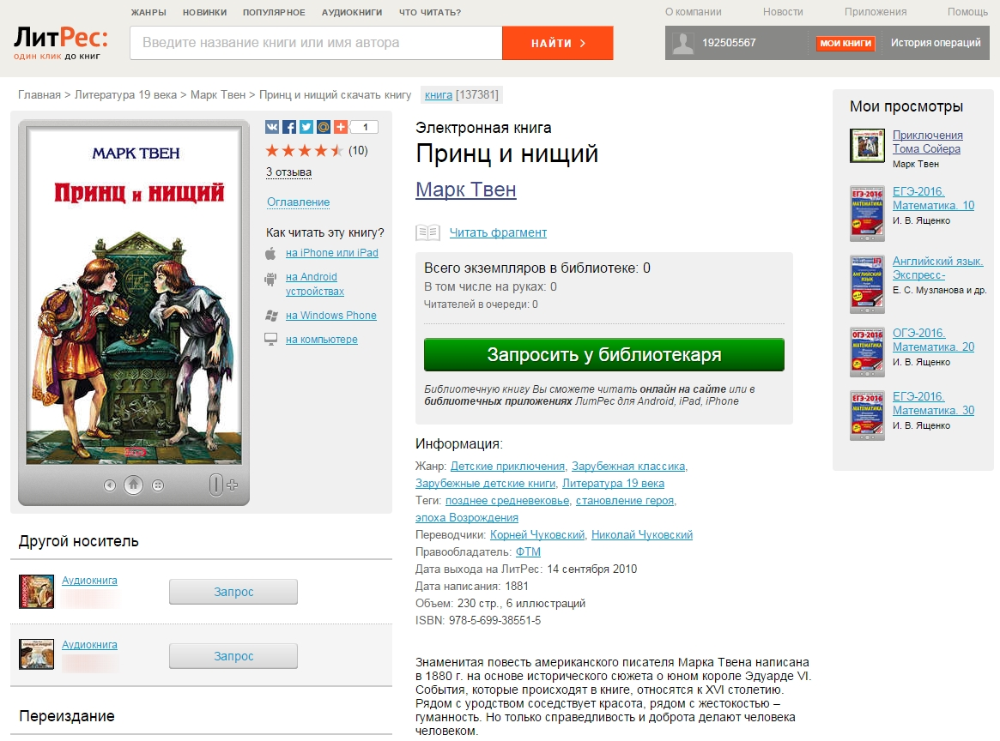 ЖАНРЫ НОВИНКИ ПОПУЛЯРНОЕ АУДИОКНИГИ ЧТО ЧИТАТЬ?
О компании Новости Приложения Помощь
ЛитРес:
один клик до книг
Введите название книги или имя автора
НАЙТИ
192505567
МОИ КНИГИ
История операций
Главная > Литература 19 века > Марк Твен > Принц и нищий скачать книгу книга [137381]
МАРК ТВЕН
Принц и нищий
1
(10)
3 отзыва
Оглавление
Как читать эту книгу?
на iPhone или iPad
на Android
устройствах
на Windows Phone
на компьютере
Другой носитель
Аудиокнига
Запрос
Аудиокнига
Запрос
Переиздание
Электронная книга
Принц и нищий
Марк Твен
Читать фрагмент
Всего экземпляров в библиотеке: 0
В том числе на руках: 0
Читателей в очереди: 0
Запросить у библиотекаря
Библиотечную книгу Вы сможете читать онлайн на сайте или в
библиотечных приложениях ЛитРес для Android, iPad, iPhone
Информация:
Жанр: Детские приключения, Зарубежная классика,
Зарубежные детские книги, Литература 19 века
Теги: позднее средневековье, становление героя,
эпоха Возрождения
Переводчики: Корней Чуковский, Николай Чуковский
Правообладатель: ФТМ
Дата выхода на ЛитРес: 14 сентября 2010
Дата написания: 1881
Объем: 230 стр., 6 иллюстраций
ISBN: 978-5-699-38551-5
Знаменитая повесть американского писателя Марка Твена написана
в 1880 г. на основе исторического сюжета о юном короле Эдуарде VI.
События, которые происходят в книге, относятся к XVI столетию.
Рядом с уродством соседствует красота, рядом с жестокостью –
гуманность. Но только справедливость и доброта делают человека
человеком.
Мои просмотры
Приключения
Тома Сойера
Марк Твен
ЕГЭ-2016.
Математика. 10
И. В. Ященко
Английский язык.
Экспресс-
Е. С. Музланова и др.
ОГЭ-2016.
Математика. 20
И. В. Ященко
ЕГЭ-2016.
Математика. 30
И. В. Ященко